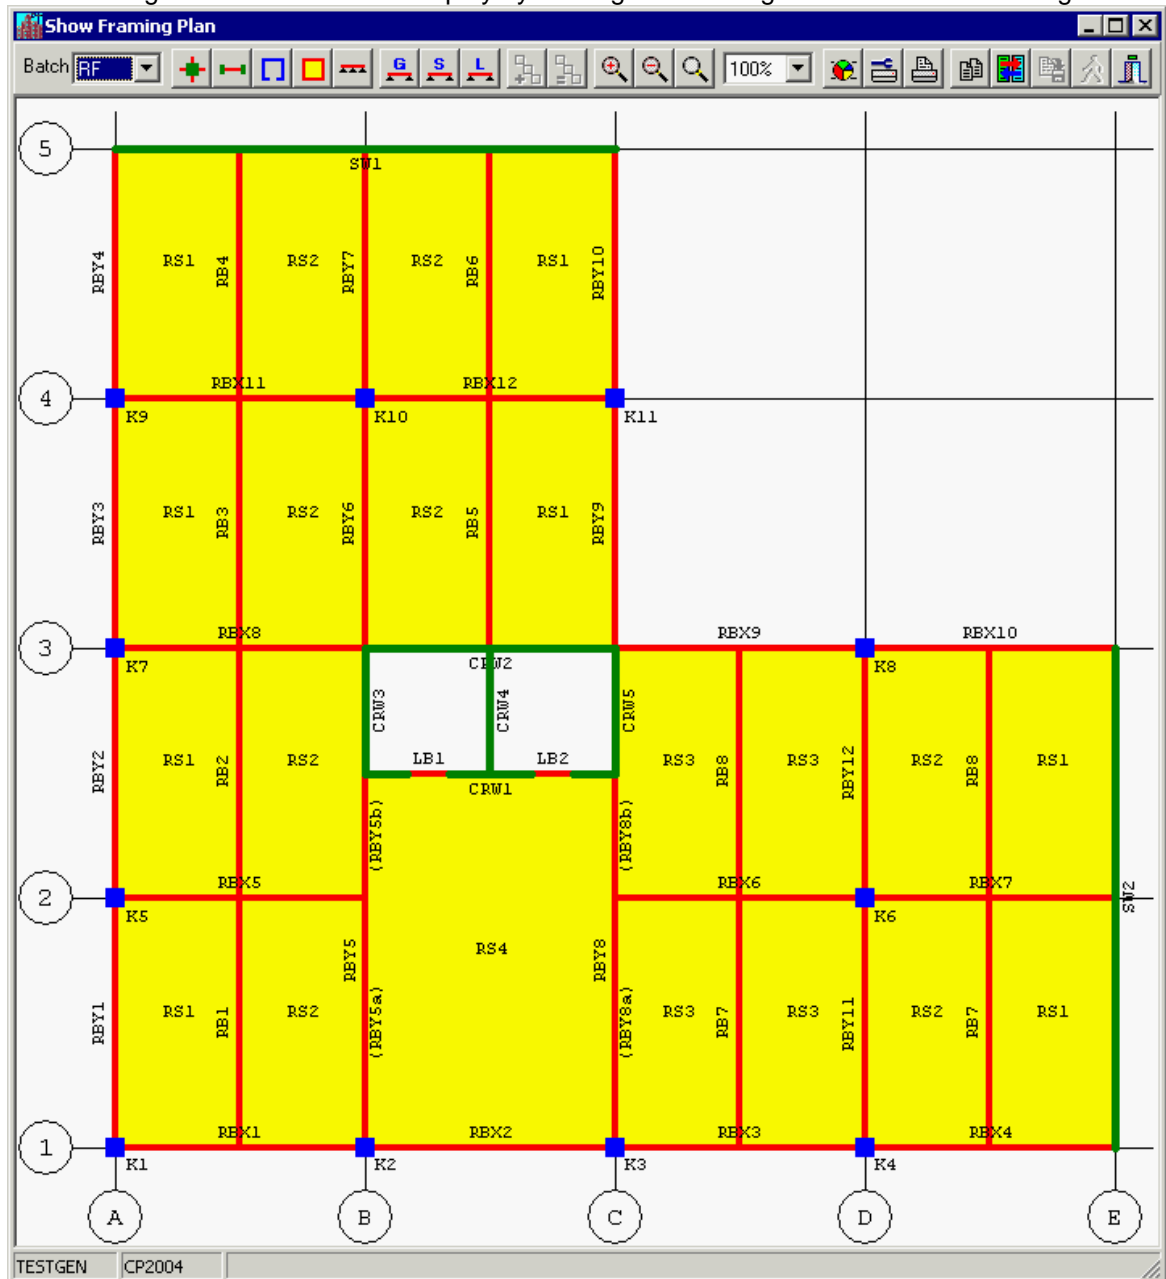 Show Framing Plan
Batch RF G S L 100%
5
SW1
RBY4 RS1 RB4 RS2 RBY7 RS2 RB6 RS1 RBY10
RBX11 RBX12
4
K9 K10 K11
RBY3 RS1 RB3 RS2 RBY6 RS2 RB5 RS1 RBY9
RBX8 RBX9 RBX10
3
K7 CRW2 K8
CRW3 CRW4 CRW5
RBY2 RS1 RB2 RS2 LB1 LB2 RS3 RB8 RS3 RBY12 RS2 RB8 RS1
CRW1
(RBY5b) (RBY8b)
RBX5 RBX6 RBX7
2
SW2
K5 K6
RBY5 RS4 RBY8
RBY1 RS1 RB1 RS2 (RBY5a) (RBY8a) RS3 RB7 RS3 RBY11 RS2 RB7 RS1
RBX1 RBX2 RBX3 RBX4
1
K1 K2 K3 K4
A B C D E
TESTGEN CP2004